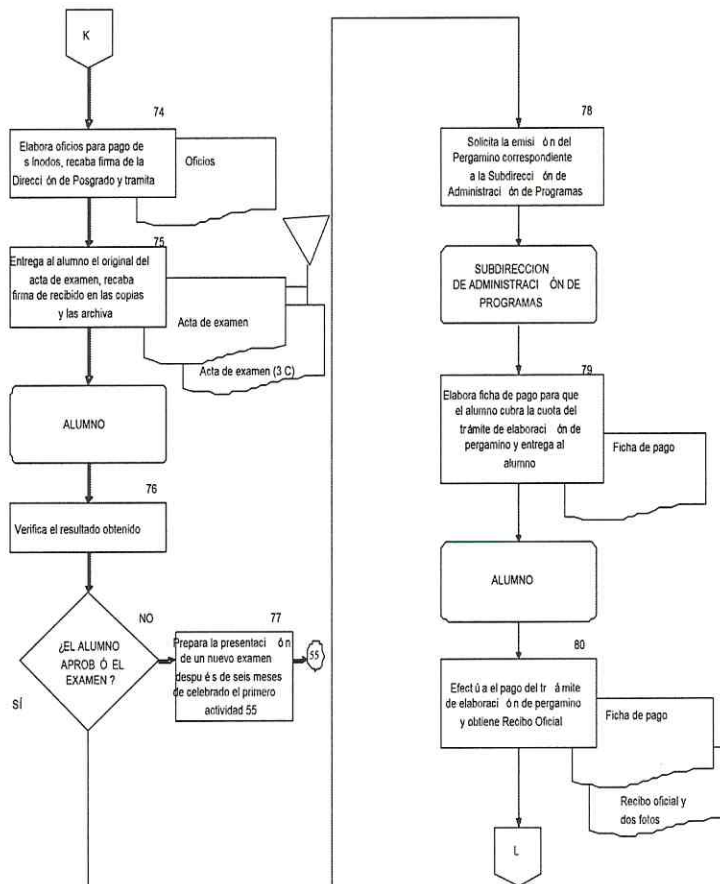 K
74
Elabora oficios para pago de
s ínodos, recaba firma de la
Direcci ón de Posgrado y tramita
Oficios
75
Entrega al alumno el original del
acta de examen, recaba
firma de recibido en las copias
y las archiva
Acta de examen
Acta de examen (3 C)
ALUMNO
76
Verifica el resultado obtenido
¿EL ALUMNO
APROB Ó EL
EXAMEN ?
NO
SÍ
77
Prepara la presentaci ón
de un nuevo examen
despu és de seis meses
de celebrado el primero
actividad 55
55
78
Solicita la emisi ón del
Pergamino correspondiente
a la Subdirecci ón de
Administraci ón de Programas
SUBDIRECCION
DE ADMINISTRACI ÓN DE
PROGRAMAS
79
Elabora ficha de pago para que
el alumno cubra la cuota del
trámite de elaboraci ón de
pergamino y entrega al
alumno
Ficha de pago
ALUMNO
80
Efect úa el pago del tr ámite
de elaboraci ón de pergamino
y obtiene Recibo Oficial
Ficha de pago
Recibo oficial y
dos fotos
L